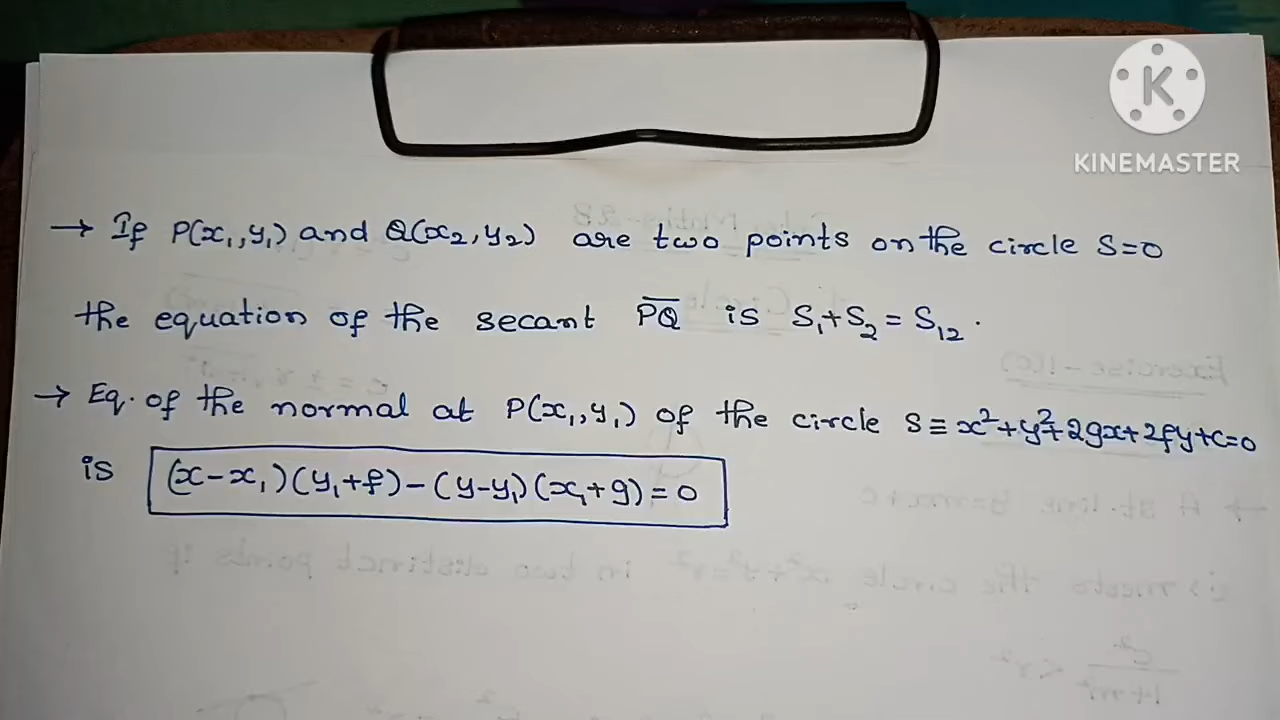 K
KINEMASTER
→ If P(x₁,y₁) and Q(x₂,y₂) are two points on the circle S=0
the equation of the secant P̅Q̅ is S₁+S₂ = S₁₂.
→ Eq. of the normal at P(x₁,y₁) of the circle S ≡ x²+y²+2gx+2fy+c=0
is (x-x₁)(y₁+f)-(y-y₁)(x₁+g)=0